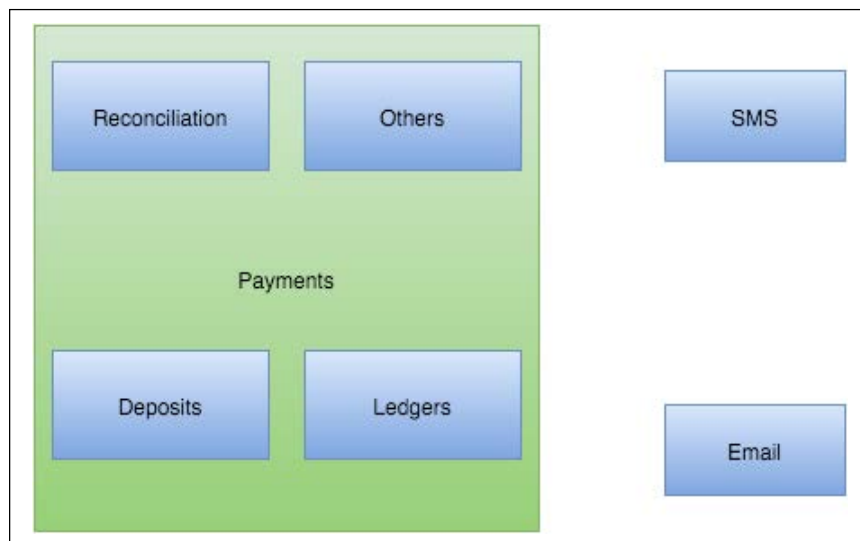 Reconciliation
Others
SMS
Payments
Deposits
Ledgers
Email